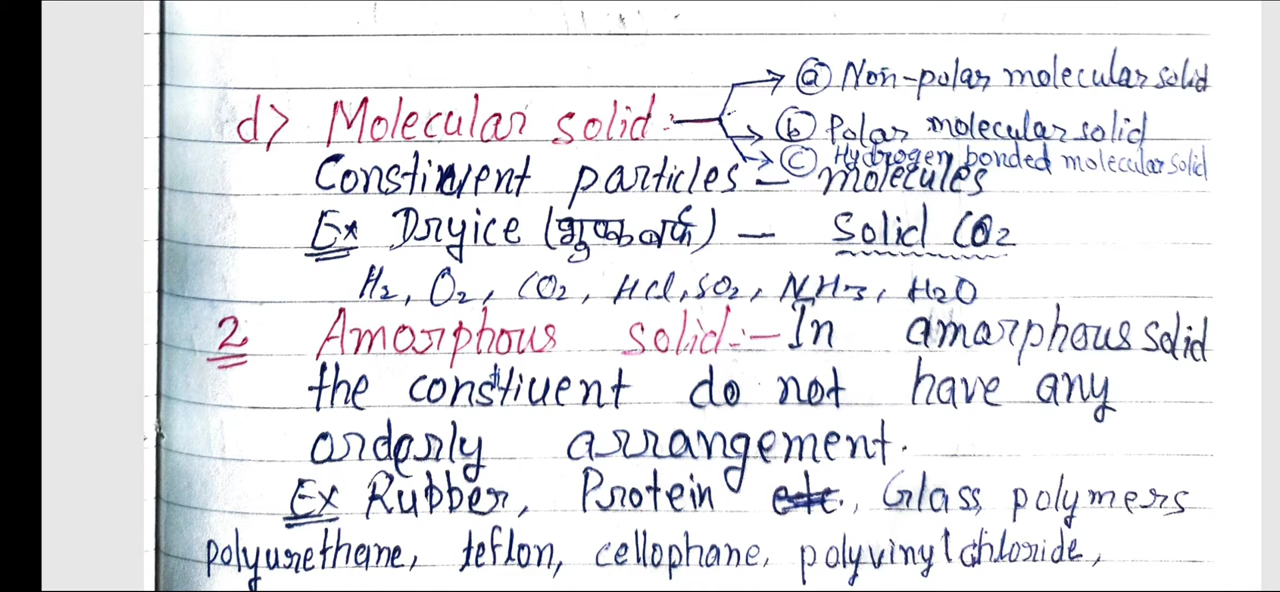 ⓐ Non-polar molecular solid
d> Molecular solid :-
ⓑ Polar molecular solid
ⓒ Hydrogen bonded molecular solid
Constiuent particles - molecules
Ex Dryice (शुष्क बर्फ) - Solid CO2
H2, O2, CO2, HCl, SO2, NH3, H2O
2 Amorphous solid:- In amorphous solid
the constiuent do not have any
orderly arrangement.
Ex Rubber, Protein etc., Glass polymers
polyurethane, teflon, cellophane, polyvinyl chloride,